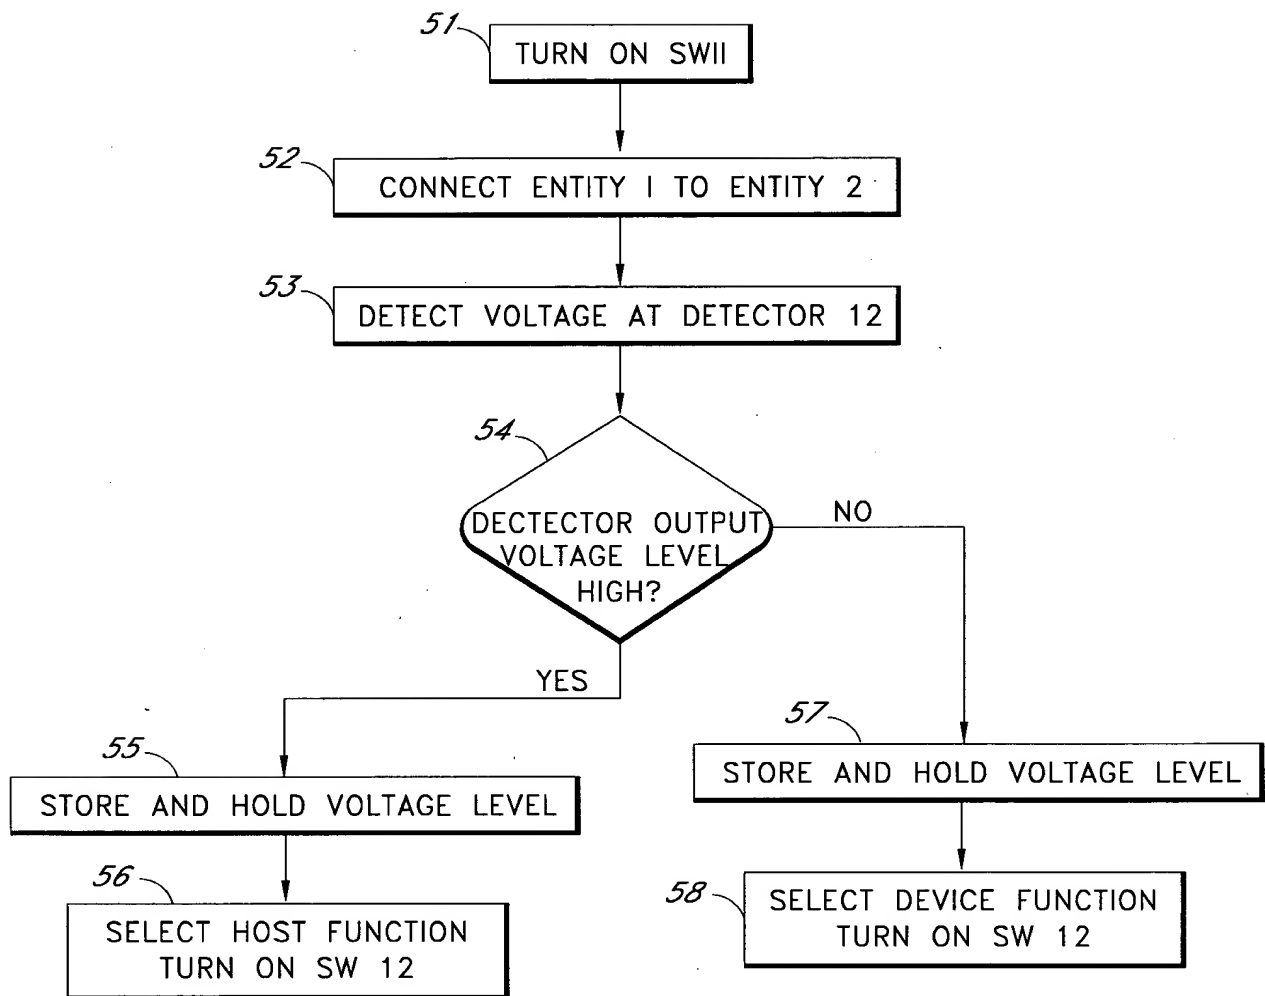 51
TURN ON SW11
52
CONNECT ENTITY 1 TO ENTITY 2
53
DETECT VOLTAGE AT DETECTOR 12
54
DECTECTOR OUTPUT
VOLTAGE LEVEL
HIGH?
NO
YES
55
STORE AND HOLD VOLTAGE LEVEL
57
STORE AND HOLD VOLTAGE LEVEL
56
SELECT HOST FUNCTION
TURN ON SW 12
58
SELECT DEVICE FUNCTION
TURN ON SW 12